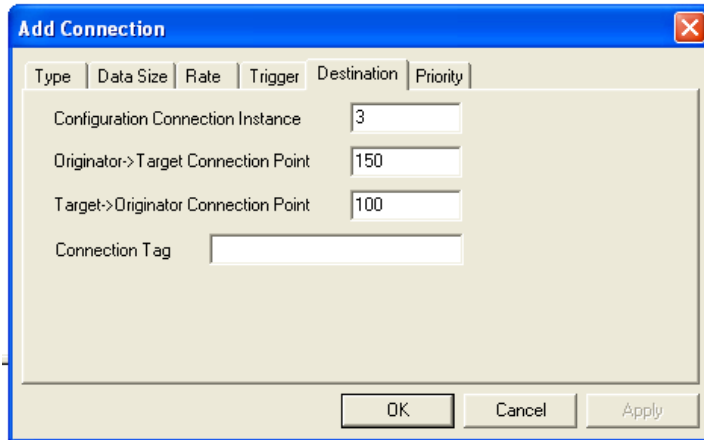 Add Connection
Type Data Size Rate Trigger Destination Priority
Configuration Connection Instance 3
Originator->Target Connection Point 150
Target->Originator Connection Point 100
Connection Tag
OK Cancel Apply